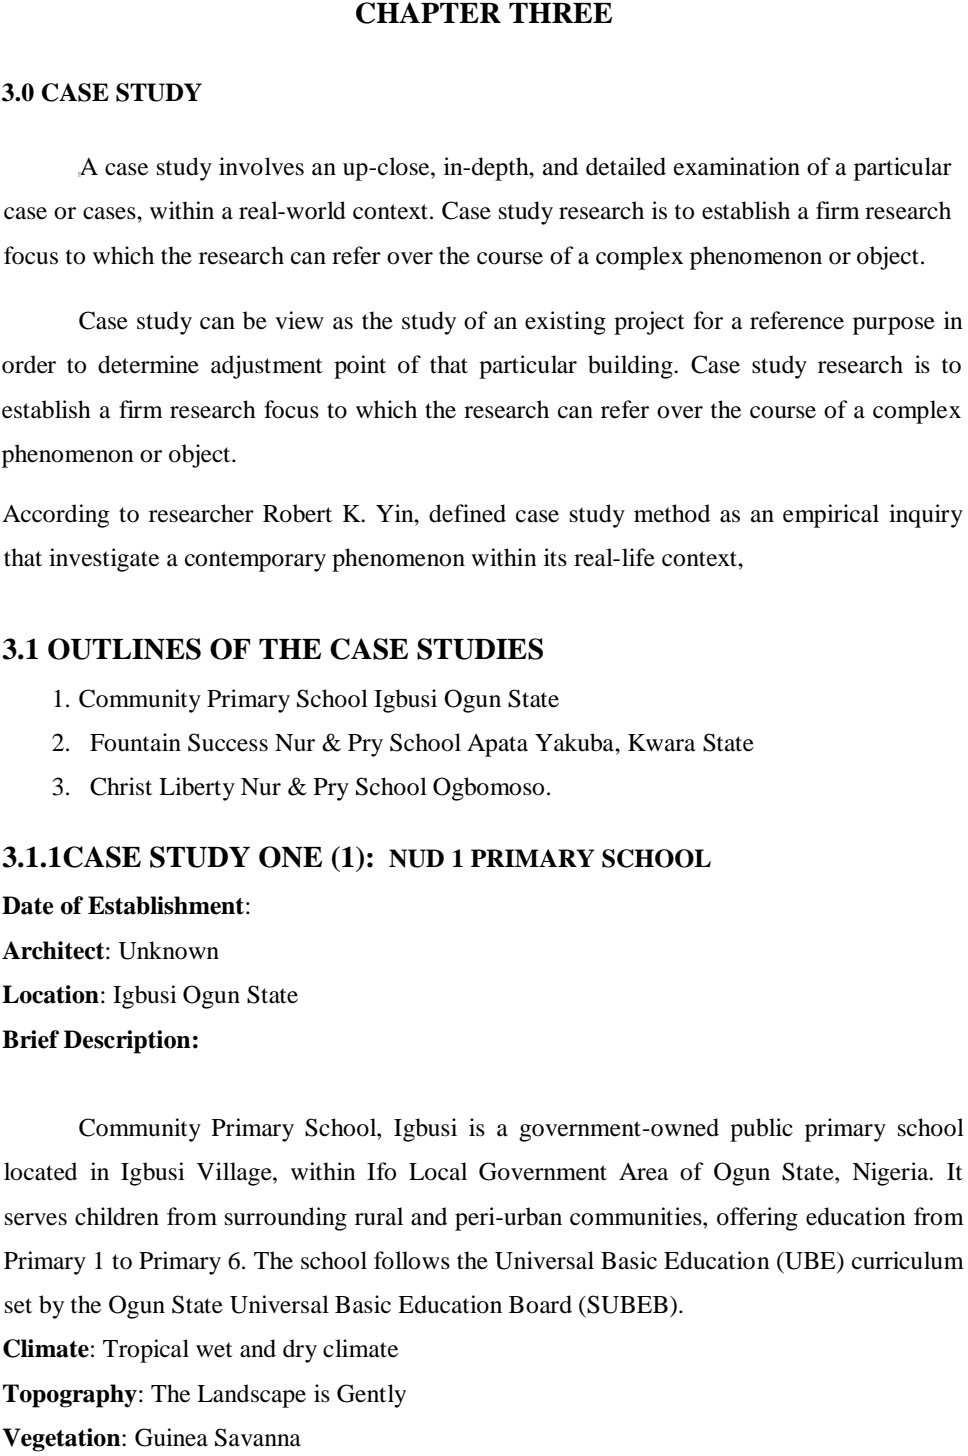 CHAPTER THREE
3.0 CASE STUDY
A case study involves an up-close, in-depth, and detailed examination of a particular
case or cases, within a real-world context. Case study research is to establish a firm research
focus to which the research can refer over the course of a complex phenomenon or object.
Case study can be view as the study of an existing project for a reference purpose in
order to determine adjustment point of that particular building. Case study research is to
establish a firm research focus to which the research can refer over the course of a complex
phenomenon or object.
According to researcher Robert K. Yin, defined case study method as an empirical inquiry
that investigate a contemporary phenomenon within its real-life context,
3.1 OUTLINES OF THE CASE STUDIES
1. Community Primary School Igbusi Ogun State
2. Fountain Success Nur & Pry School Apata Yakuba, Kwara State
3. Christ Liberty Nur & Pry School Ogbomoso.
3.1.1CASE STUDY ONE (1): NUD 1 PRIMARY SCHOOL
Date of Establishment:
Architect: Unknown
Location: Igbusi Ogun State
Brief Description:
Community Primary School, Igbusi is a government-owned public primary school
located in Igbusi Village, within Ifo Local Government Area of Ogun State, Nigeria. It
serves children from surrounding rural and peri-urban communities, offering education from
Primary 1 to Primary 6. The school follows the Universal Basic Education (UBE) curriculum
set by the Ogun State Universal Basic Education Board (SUBEB).
Climate: Tropical wet and dry climate
Topography: The Landscape is Gently
Vegetation: Guinea Savanna